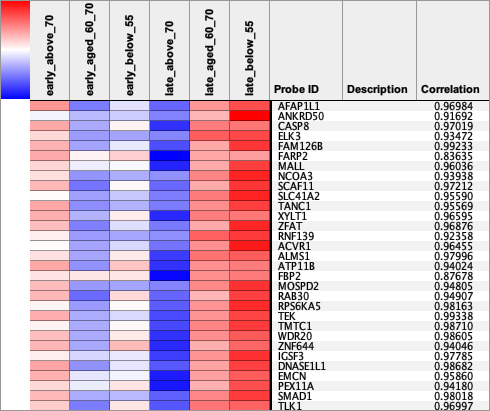 early_above_70
early_aged_60_70
early_below_55
late_above_70
late_aged_60_70
late_below_55
Probe ID Description Correlation
AFAP1L1 0.96984
ANKRD50 0.91692
CASP8 0.97019
ELK3 0.93472
FAM126B 0.99233
FARP2 0.83635
MALL 0.96036
NCOA3 0.93938
SCAF11 0.97212
SLC41A2 0.95590
TANC1 0.95569
XYLT1 0.96595
ZFAT 0.96876
RNF139 0.92358
ACVR1 0.96455
ALMS1 0.97996
ATP11B 0.94024
FBP2 0.87678
MOSPD2 0.94805
RAB30 0.94907
RPS6KA5 0.98163
TEK 0.99338
TMTC1 0.98710
WDR20 0.98605
ZNF644 0.94046
IGSF3 0.97785
DNASE1L1 0.98682
EMCN 0.95860
PEX11A 0.94180
SMAD1 0.98018
TLK1 0.96997